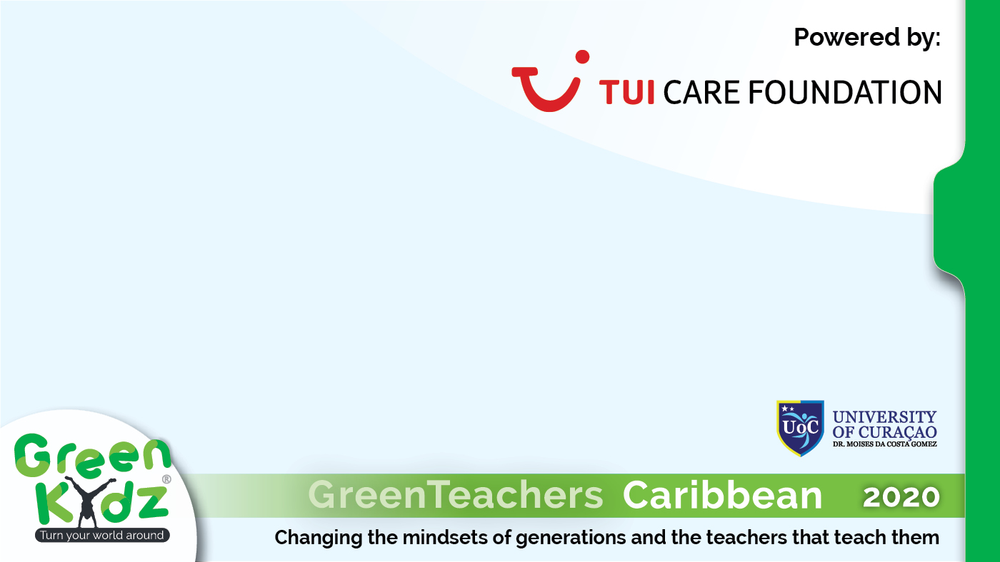 Powered by:
TUI CARE FOUNDATION
UoC
UNIVERSITY
OF CURAÇAO
DR. MOISES DA COSTA GOMEZ
Green
Kidz®
Turn your world around
GreenTeachers Caribbean 2020
Changing the mindsets of generations and the teachers that teach them